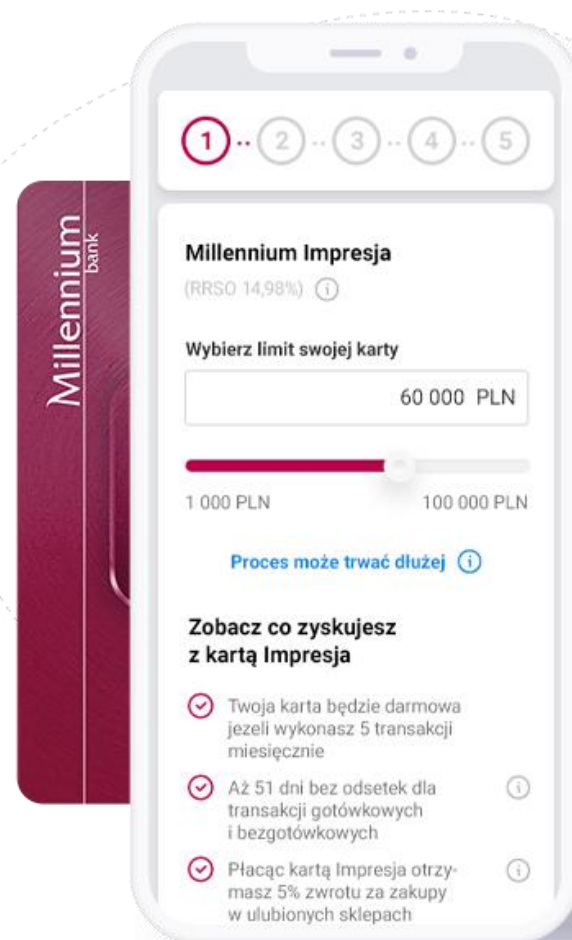 Millennium
bank
1 2 3 4 5
Millennium Impresja
(RRSO 14,98%)
Wybierz limit swojej karty
60 000 PLN
1 000 PLN 100 000 PLN
Proces może trwać dłużej
Zobacz co zyskujesz
z kartą Impresja
Twoja karta będzie darmowa
jezeli wykonasz 5 transakcji
miesięcznie
Aż 51 dni bez odsetek dla
transakcji gotówkowych
i bezgotówkowych
Płacąc kartą Impresja otrzy-
masz 5% zwrotu za zakupy
w ulubionych sklepach